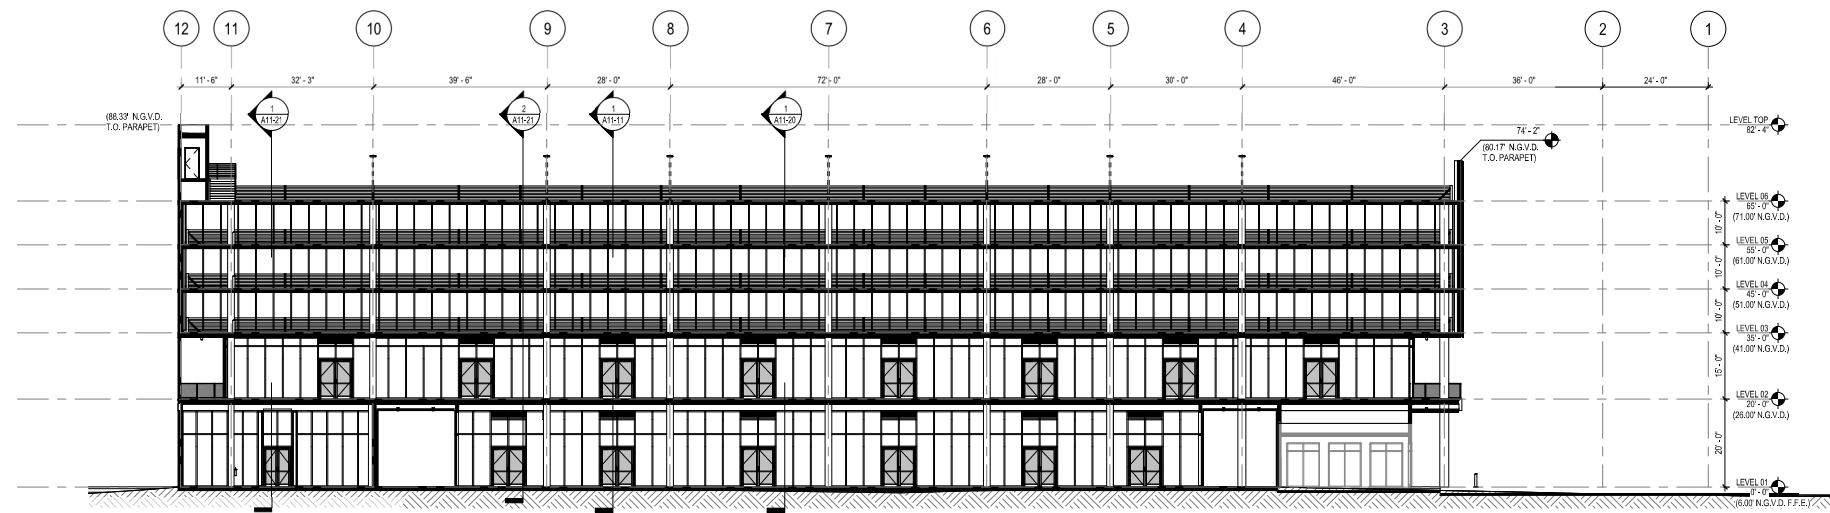 12 11 10 9 8 7 6 5 4 3 2 1
11' - 6" 32' - 3" 39' - 6" 28' - 0" 72' - 0" 28' - 0" 30' - 0" 46' - 0" 36' - 0" 24' - 0"
(88.33' N.G.V.D.
T.O. PARAPET)
1
A11-21
2
A11-21
1
A11-11
1
A11-20
74' - 2"
(80.17' N.G.V.D.
T.O. PARAPET)
LEVEL TOP
82' - 4"
LEVEL 06
65' - 0"
(71.00' N.G.V.D.)
10' - 0"
LEVEL 05
55' - 0"
(61.00' N.G.V.D.)
10' - 0"
LEVEL 04
45' - 0"
(51.00' N.G.V.D.)
10' - 0"
LEVEL 03
35' - 0"
(41.00' N.G.V.D.)
15' - 0"
LEVEL 02
20' - 0"
(26.00' N.G.V.D.)
20' - 0"
LEVEL 01
0' - 0"
(6.00' N.G.V.D. F.F.E.)